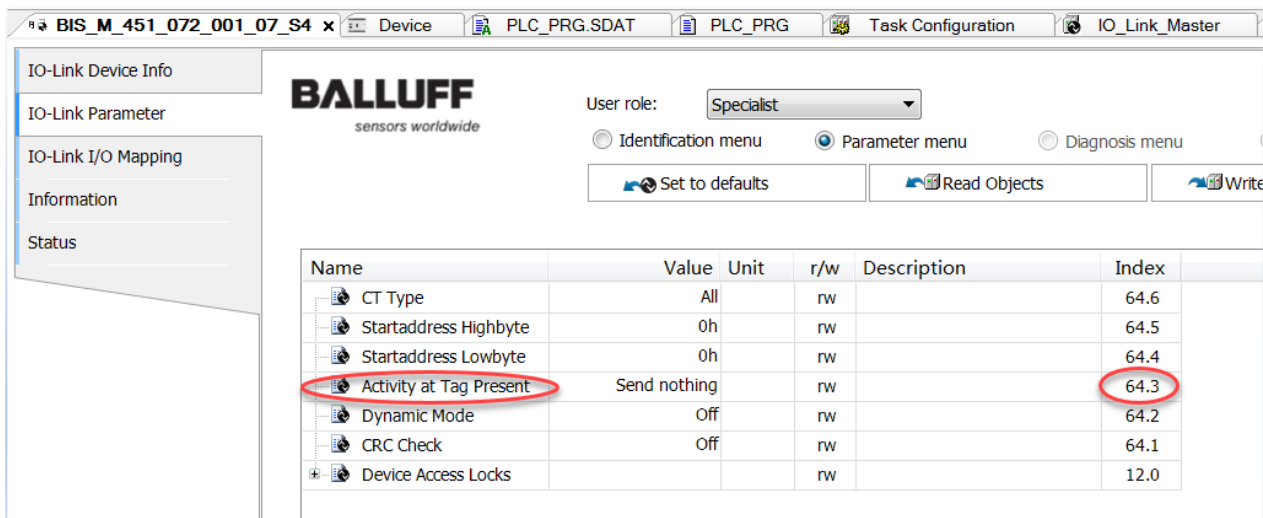 BIS_M_451_072_001_07_S4 x Device PLC_PRG.SDAT PLC_PRG Task Configuration IO_Link_Master
IO-Link Device Info
IO-Link Parameter
IO-Link I/O Mapping
Information
Status
BALLUFF
sensors worldwide
User role: Specialist
Identification menu Parameter menu Diagnosis menu
Set to defaults Read Objects Write
Name Value Unit r/w Description Index
CT Type All rw 64.6
Startaddress Highbyte 0h rw 64.5
Startaddress Lowbyte 0h rw 64.4
Activity at Tag Present Send nothing rw 64.3
Dynamic Mode Off rw 64.2
CRC Check Off rw 64.1
Device Access Locks rw 12.0